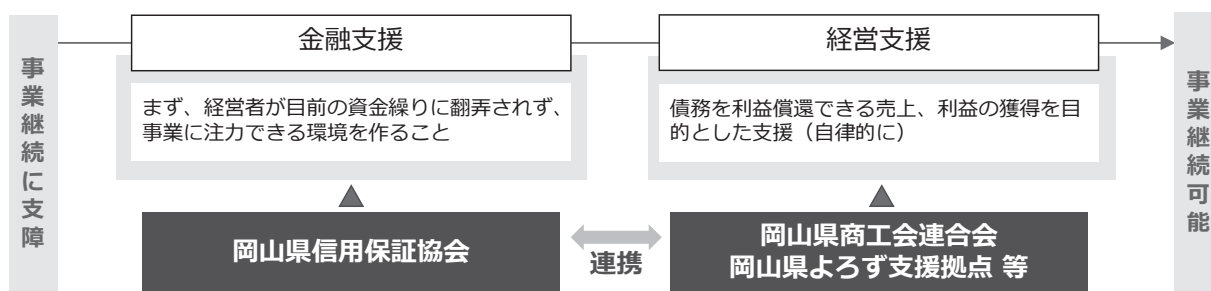 事業継続に支障
金融支援
まず、経営者が目前の資金繰りに翻弄されず、
事業に注力できる環境を作ること
岡山県信用保証協会
連携
経営支援
債務を利益償還できる売上、利益の獲得を目
的とした支援（自律的に）
岡山県商工会連合会
岡山県よろず支援拠点 等
事業継続可能